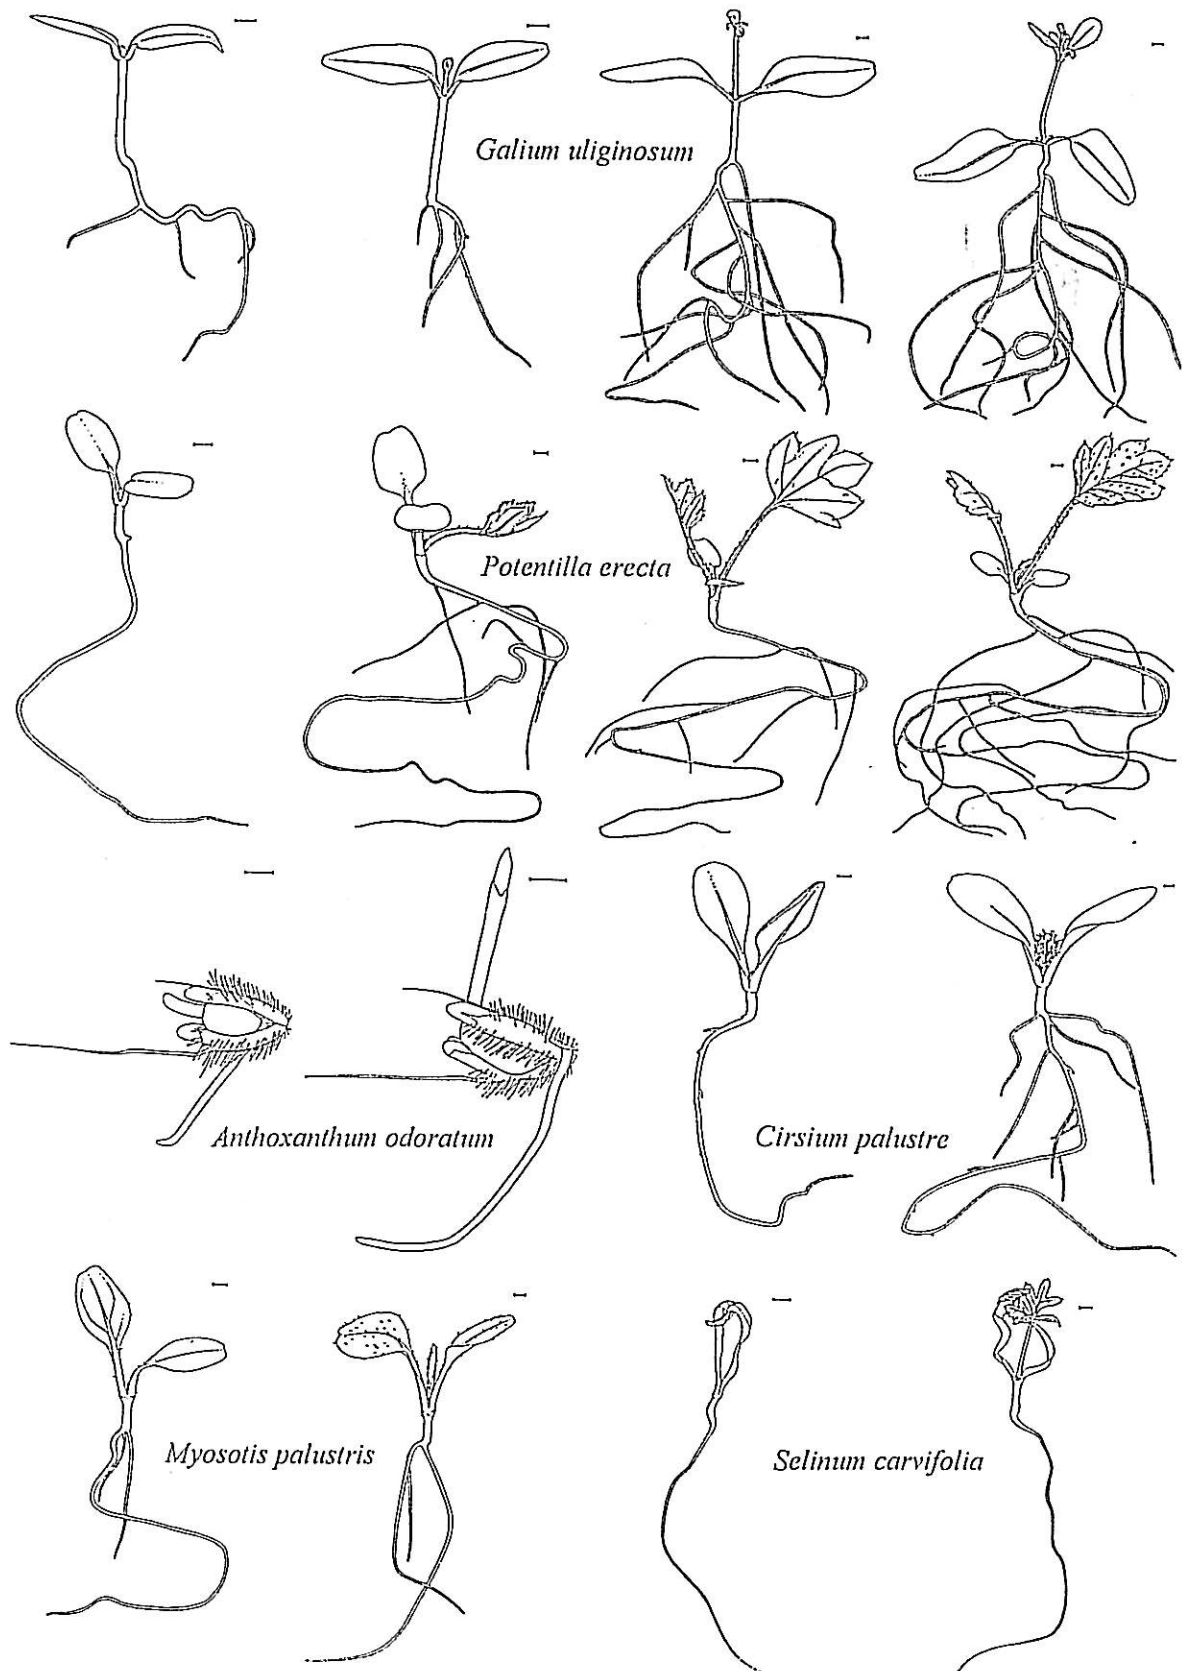 Galium uliginosum
Potentilla erecta
Anthoxanthum odoratum
Cirsium palustre
Myosotis palustris
Selinum carvifolia